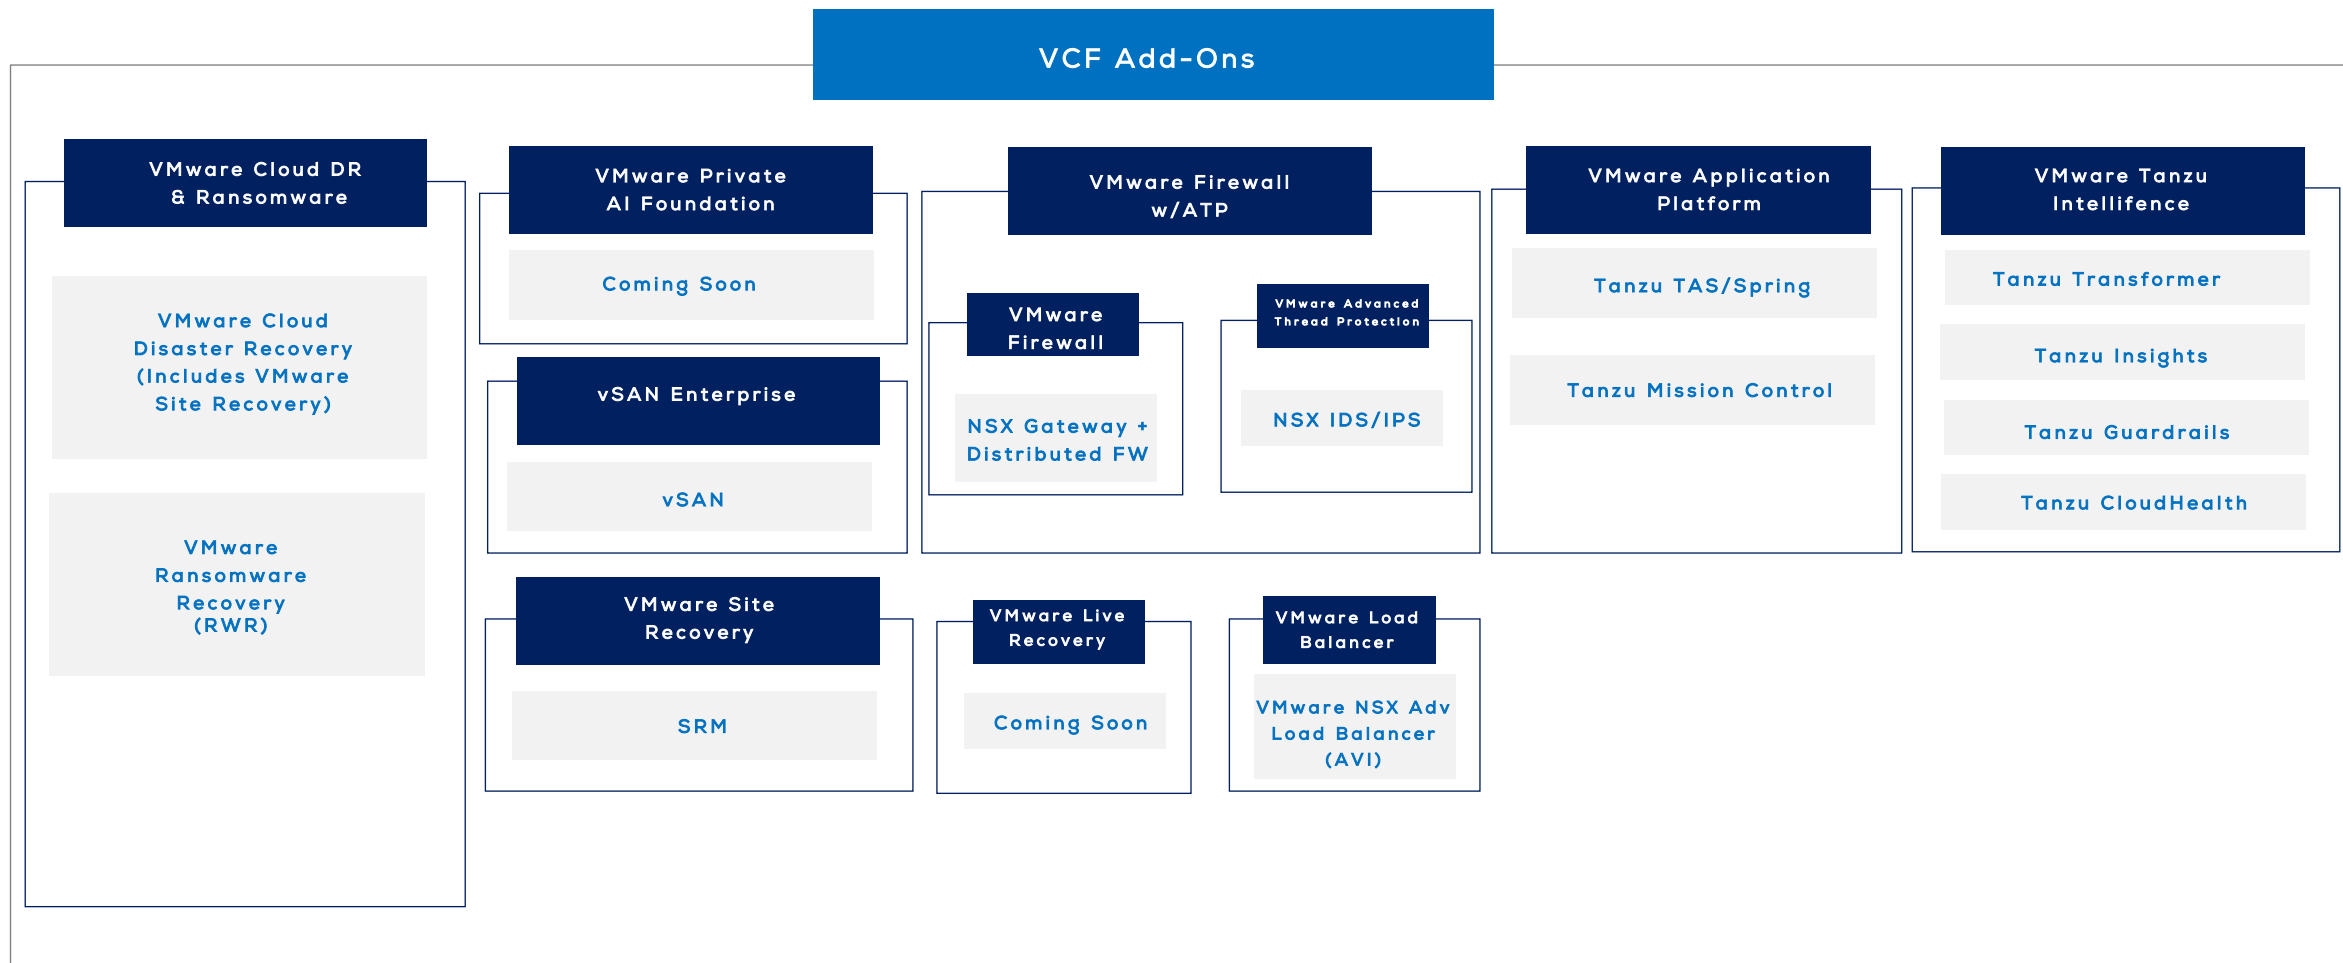 VCF Add-Ons
VMware Cloud DR
& Ransomware
VMware Cloud
Disaster Recovery
(Includes VMware
Site Recovery)
VMware
Ransomware
Recovery
(RWR)
VMware Private
AI Foundation
Coming Soon
vSAN Enterprise
vSAN
VMware Site
Recovery
SRM
VMware Firewall
w/ATP
VMware
Firewall
NSX Gateway +
Distributed FW
VMware Advanced
Thread Protection
NSX IDS/IPS
VMware Live
Recovery
Coming Soon
VMware Load
Balancer
VMware NSX Adv
Load Balancer
(AVI)
VMware Application
Platform
Tanzu TAS/Spring
Tanzu Mission Control
VMware Tanzu
Intellifence
Tanzu Transformer
Tanzu Insights
Tanzu Guardrails
Tanzu CloudHealth